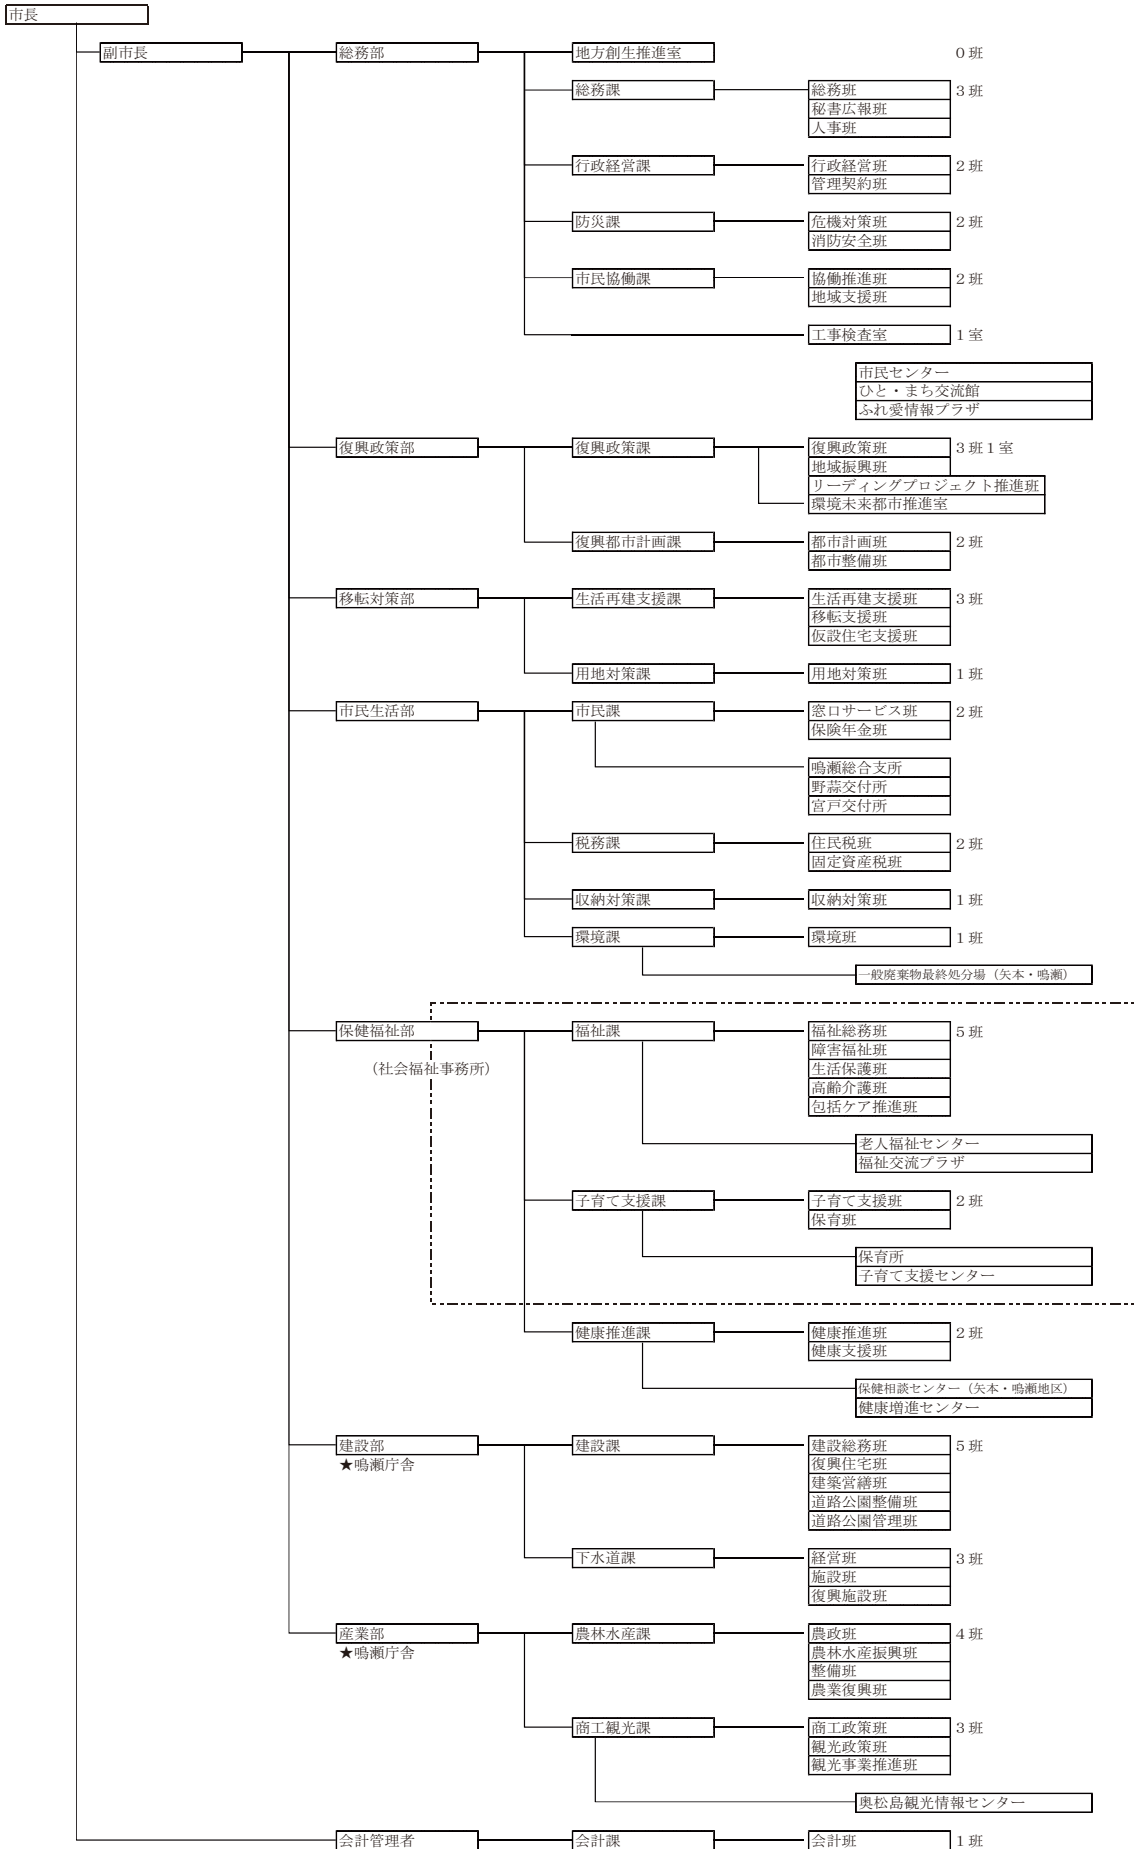 市長
副市長 総務部 地方創生推進室 0班
総務課 総務班 3班
秘書広報班
人事班
行政経営課 行政経営班 2班
管理契約班
防災課 危機対策班 2班
消防安全班
市民協働課 協働推進班 2班
地域支援班
工事検査室 1室
市民センター
ひと・まち交流館
ふれ愛情報プラザ
復興政策部 復興政策課 復興政策班 3班1室
地域振興班
リーディングプロジェクト推進班
環境未来都市推進室
復興都市計画課 都市計画班 2班
都市整備班
移転対策部 生活再建支援課 生活再建支援班 3班
移転支援班
仮設住宅支援班
用地対策課 用地対策班 1班
市民生活部 市民課 窓口サービス班 2班
保険年金班
鳴瀬総合支所
野蒜交付所
宮戸交付所
税務課 住民税班 2班
固定資産税班
収納対策課 収納対策班 1班
環境課 環境班 1班
一般廃棄物最終処分場（矢本・鳴瀬）
保健福祉部 福祉課 福祉総務班 5班
障害福祉班
（社会福祉事務所） 生活保護班
高齢介護班
包括ケア推進班
老人福祉センター
福祉交流プラザ
子育て支援課 子育て支援班 2班
保育班
保育所
子育て支援センター
健康推進課 健康推進班 2班
健康支援班
保健相談センター（矢本・鳴瀬地区）
健康増進センター
建設部 建設課 建設総務班 5班
★鳴瀬庁舎 復興住宅班
建築営繕班
道路公園整備班
道路公園管理班
下水道課 経営班 3班
施設班
復興施設班
産業部 農林水産課 農政班 4班
★鳴瀬庁舎 農林水産振興班
整備班
農業復興班
商工観光課 商工政策班 3班
観光政策班
観光事業推進班
奥松島観光情報センター
会計管理者 会計課 会計班 1班